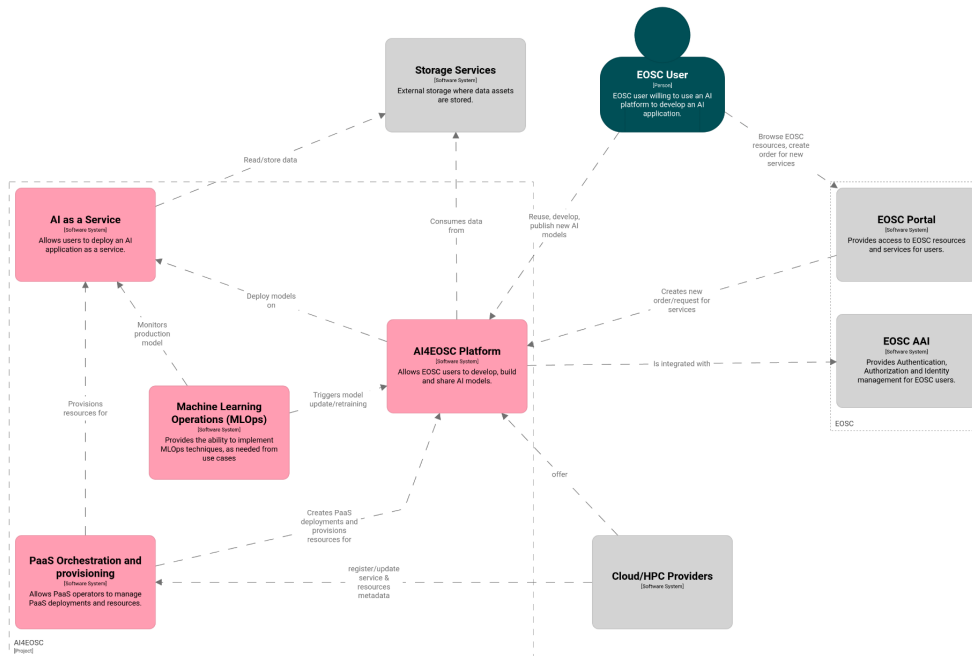 Storage Services
[Software System]
External storage where data assets
are stored.
EOSC User
[Person]
EOSC user willing to use an AI
platform to develop an AI
application.
Browse EOSC
resources, create
order for new
services
Read/store data
AI as a Service
[Software System]
Allows users to deploy an AI
application as a service.
Consumes data
from
Reuse, develop,
publish new AI
models
EOSC Portal
[Software System]
Provides access to EOSC resources
and services for users.
Deploy models
on
Creates new
order/request for
services
Monitors
production
model
AI4EOSC Platform
[Software System]
Allows EOSC users to develop, build
and share AI models.
Is integrated with
EOSC AAI
[Software System]
Provides Authentication,
Authorization and Identity
management for EOSC users.
EOSC
Provisions
resources for
Machine Learning
Operations (MLOps)
[Software System]
Provides the ability to implement
MLOps techniques, as needed from
use cases
Triggers model
update/retraining
offer
Creates PaaS
deployments and
provisions
resources for
PaaS Orchestration and
provisioning
[Software System]
Allows PaaS operators to manage
PaaS deployments and resources.
register/update
service &
resources
metadata
Cloud/HPC Providers
[Software System]
AI4EOSC
[Project]